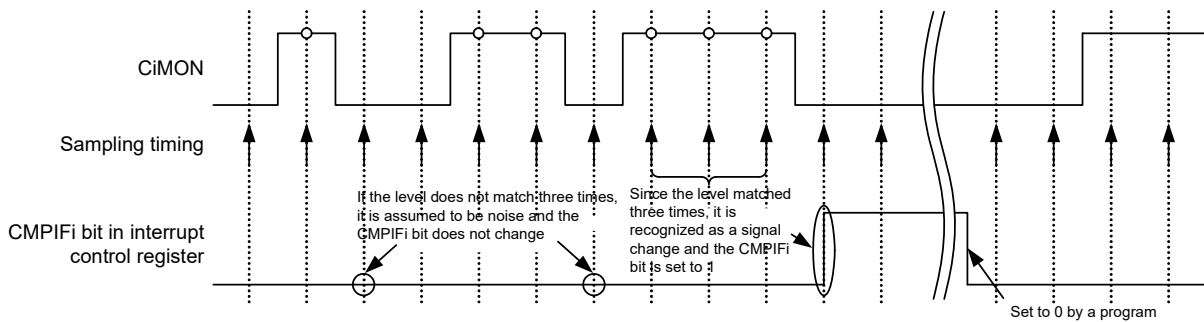 CiMON
Sampling timing
If the level does not match three times,
it is assumed to be noise and the
CMPIFi bit does not change
Since the level matched
three times, it is
recognized as a signal
change and the CMPIFi
bit is set to 1
CMPIFi bit in interrupt
control register
Set to 0 by a program